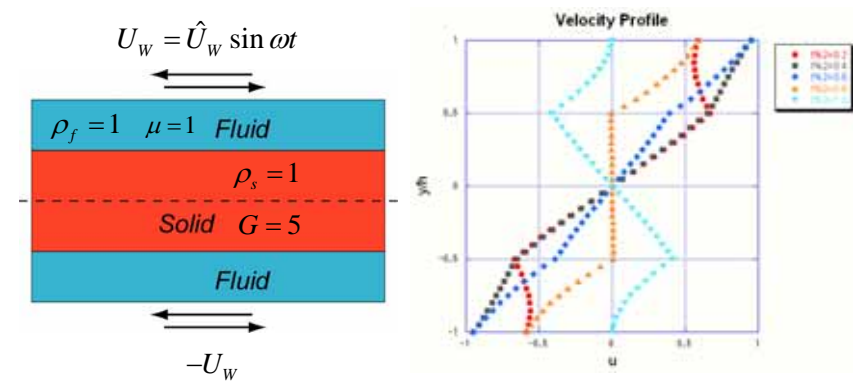 U_W = Û_W sin ωt
ρ_f = 1 μ = 1 Fluid
ρ_s = 1
Solid G = 5
Fluid
−U_W
Velocity Profile
1
0.5
0
-0.5
-1
y/h
-1
-0.5
0
0.5
1
u